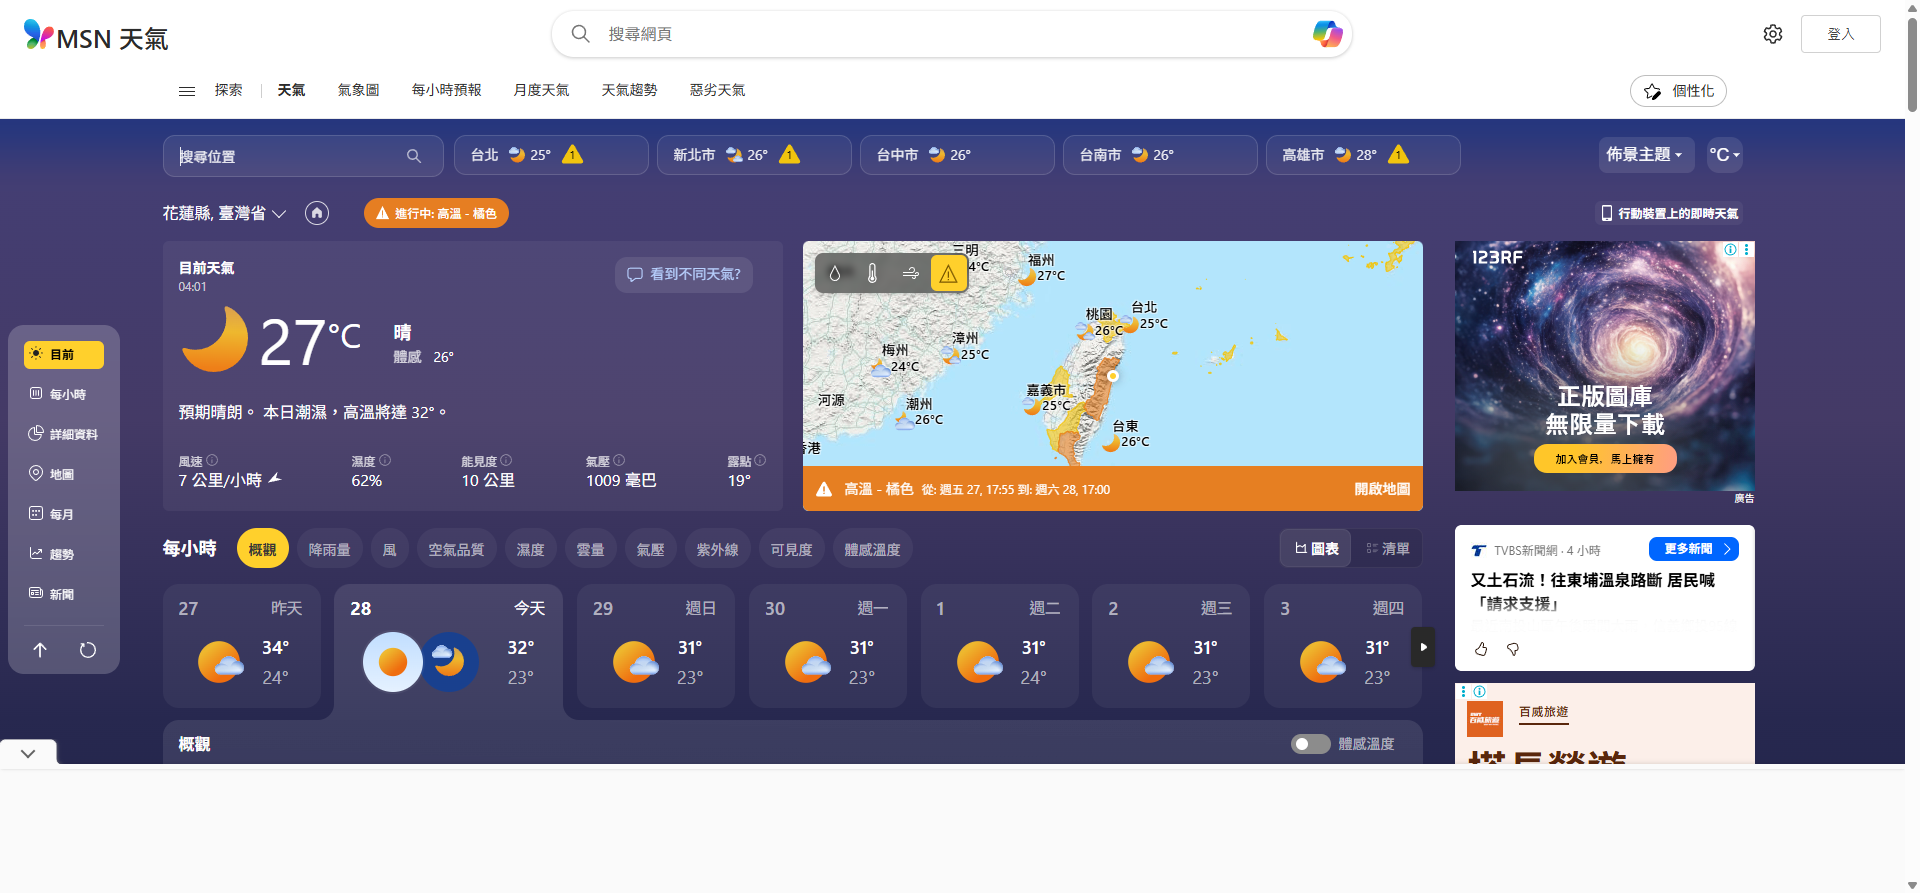 MSN 天氣
搜尋網頁
登入
探索
天氣
氣象圖
每小時預報
月度天氣
天氣趨勢
惡劣天氣
個性化
搜尋位置
台北 25° 1
新北市 26° 1
台中市 26°
台南市 26°
高雄市 28° 1
佈景主題
°C
花蓮縣, 臺灣省
進行中: 高溫 - 橘色
行動裝置上的即時天氣
目前天氣
04:01
看到不同天氣?
27°C
晴
體感 26°
預期晴朗。 本日潮濕，高溫將達 32°。
風速
7 公里/小時
濕度
62%
能見度
10 公里
氣壓
1009 毫巴
露點
19°
三明
4°C
福州
27°C
台北
25°C
桃園
26°C
漳州
25°C
梅州
24°C
嘉義市
25°C
河源
潮州
26°C
台東
26°C
香港
高溫 - 橘色 從: 週五 27, 17:55 到: 週六 28, 17:00
開啟地圖
123RF
正版圖庫
無限量下載
加入會員，馬上擁有
廣告
目前
每小時
詳細資料
地圖
每月
趨勢
新聞
每小時
概觀
降雨量
風
空氣品質
濕度
雲量
氣壓
紫外線
可見度
體感溫度
圖表
清單
27 昨天
34°
24°
28 今天
32°
23°
29 週日
31°
23°
30 週一
31°
23°
1 週二
31°
24°
2 週三
31°
23°
3 週四
31°
23°
概觀
體感溫度
TVBS新聞網 · 4 小時
更多新聞
又土石流！往東埔溫泉路斷 居民喊
「請求支援」
百威旅遊
百威旅遊